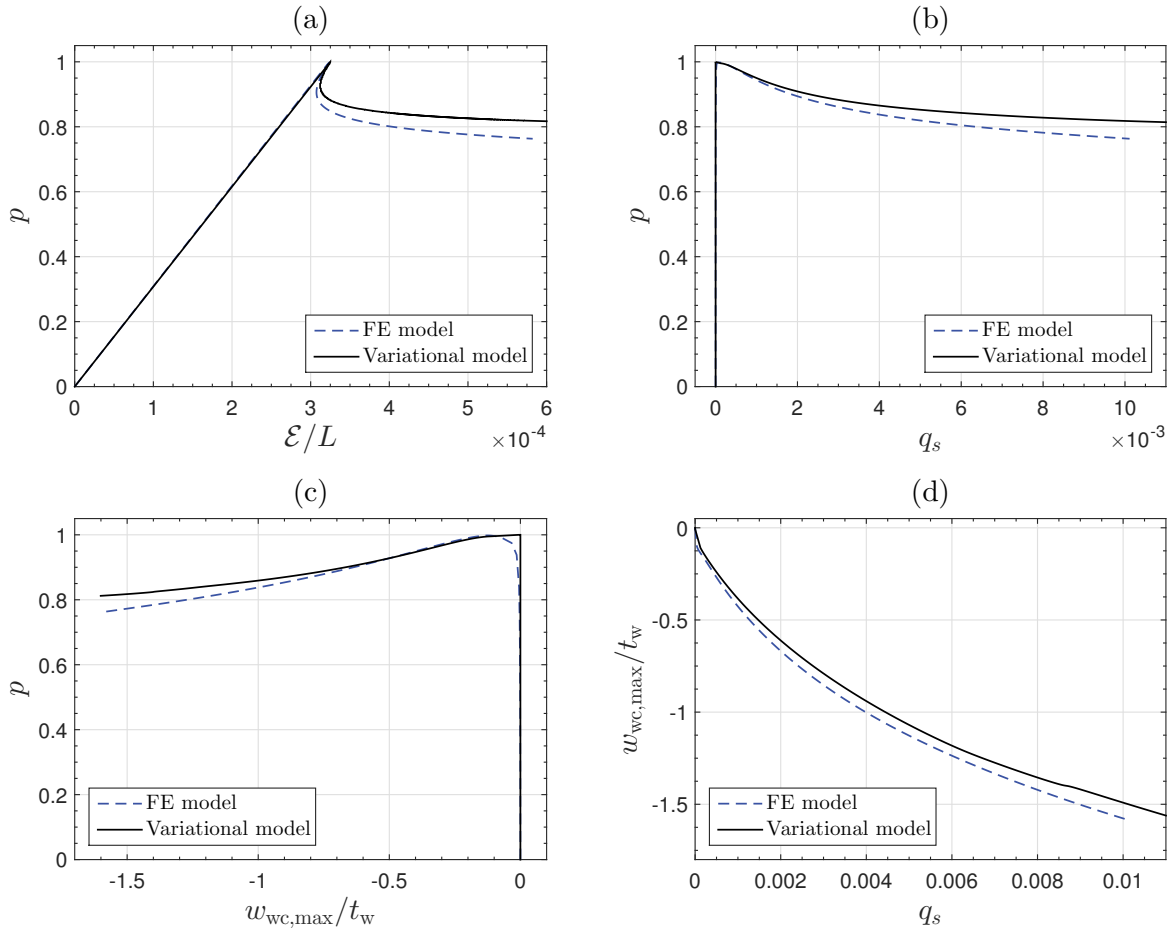 (a)
1
0.8
0.6
0.4
0.2
0
p
0 1 2 3 4 5 6
ℰ/L
×10⁻⁴
FE model
Variational model
(b)
1
0.8
0.6
0.4
0.2
0
p
0 2 4 6 8 10
qₛ
×10⁻³
FE model
Variational model
(c)
1
0.8
0.6
0.4
0.2
0
p
-1.5 -1 -0.5 0
w_wc,max/t_w
FE model
Variational model
(d)
0
-0.5
-1
-1.5
w_wc,max/t_w
0 0.002 0.004 0.006 0.008 0.01
qₛ
FE model
Variational model